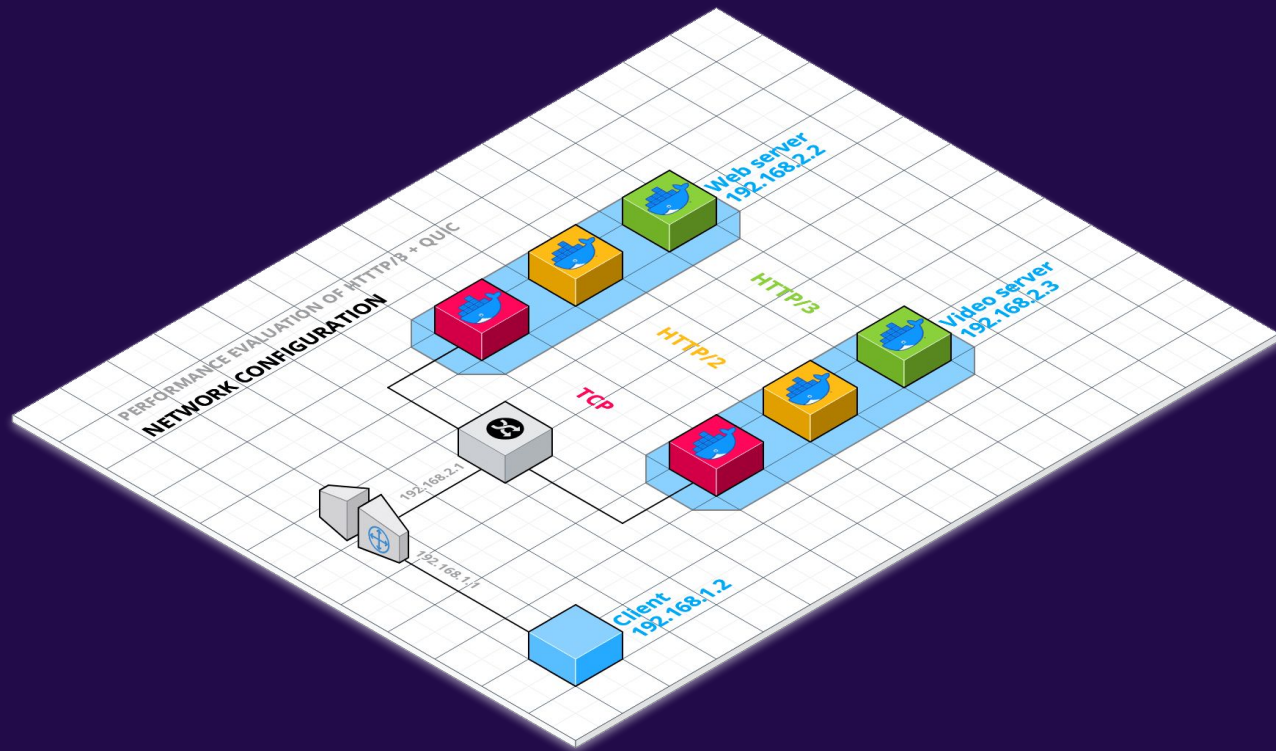 PERFORMANCE EVALUATION OF HTTTP/3 + QUIC
NETWORK CONFIGURATION
Web server
192.168.2.2
HTTP/3
Video server
192.168.2.3
HTTP/2
TCP
192.168.2.1
192.168.1.1
Client
192.168.1.2